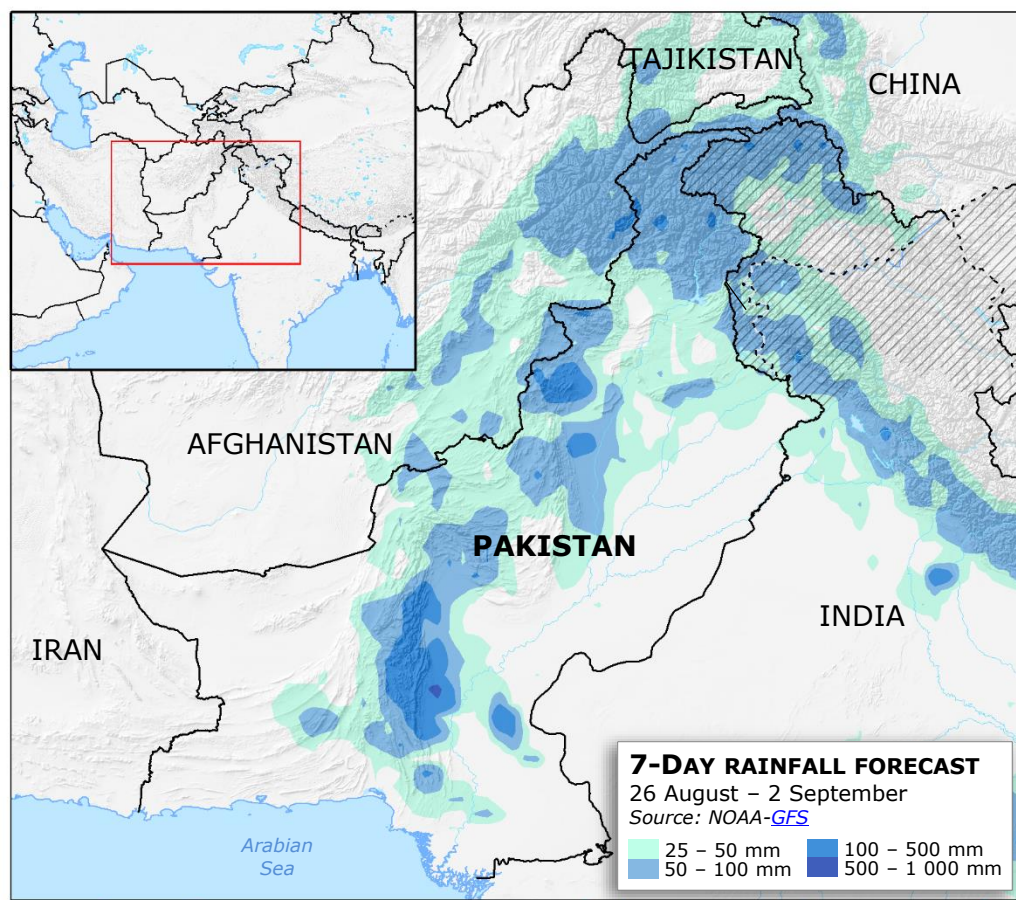 TAJIKISTAN
CHINA
AFGHANISTAN
PAKISTAN
INDIA
IRAN
Arabian
Sea
7-DAY RAINFALL FORECAST
26 August – 2 September
Source: NOAA-GFS
25 – 50 mm
50 – 100 mm
100 – 500 mm
500 – 1 000 mm